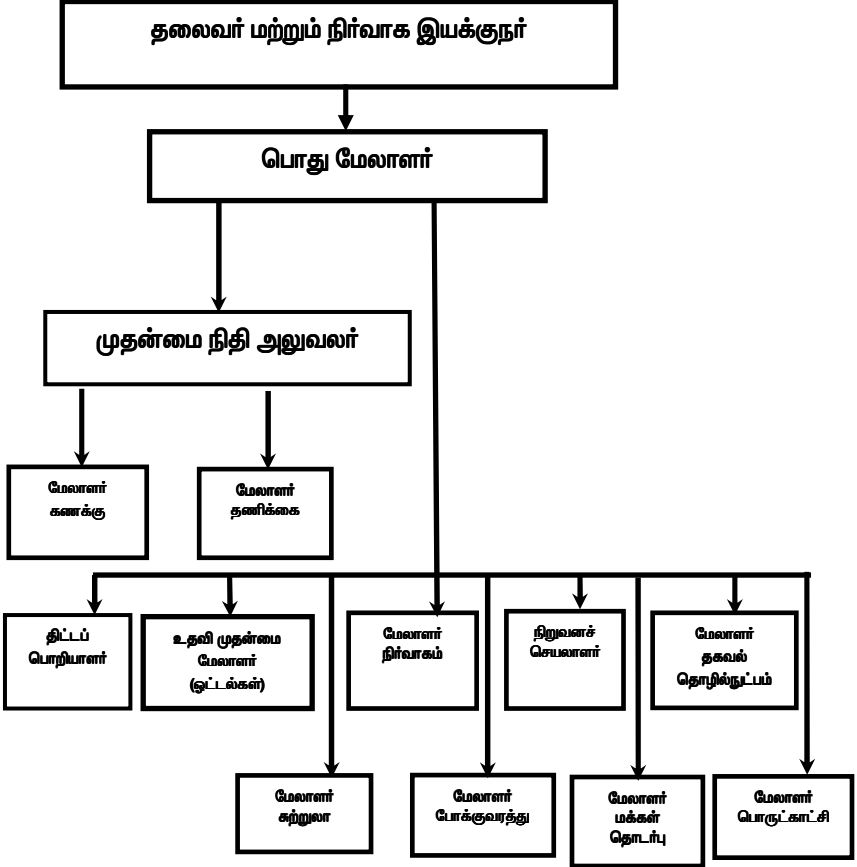 தலைவர் மற்றும் நிர்வாக இயக்குநர்
பொது மேலாளர்
முதன்மை நிதி அலுவலர்
மேலாளர்
கணக்கு
மேலாளர்
தணிக்கை
திட்டப்
பொறியாளர்
உதவி முதன்மை
மேலாளர்
(ஓட்டல்கள்)
மேலாளர்
நிர்வாகம்
நிறுவனச்
செயலாளர்
மேலாளர்
தகவல்
தொழில்நுட்பம்
மேலாளர்
சுற்றுலா
மேலாளர்
போக்குவரத்து
மேலாளர்
மக்கள்
தொடர்பு
மேலாளர்
பொருட்காட்சி